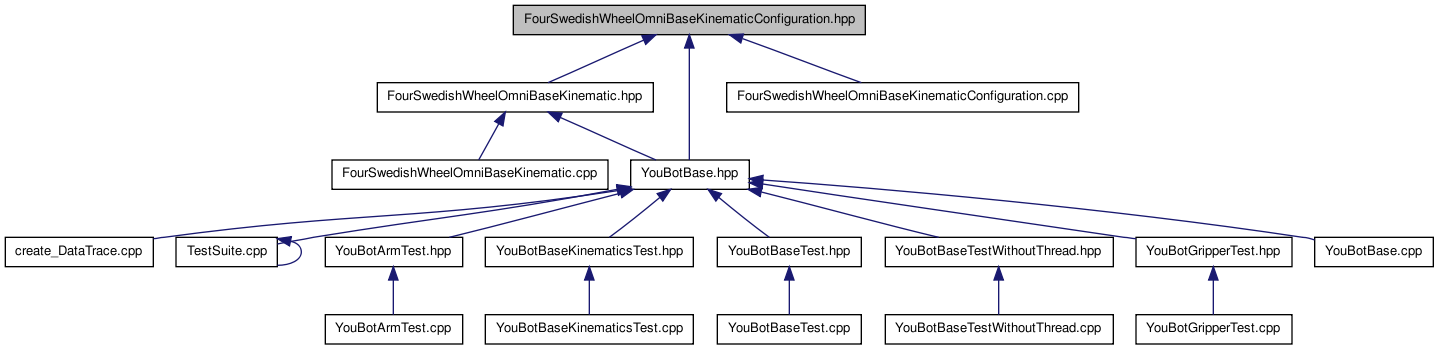 FourSwedishWheelOmniBaseKinematicConfiguration.hpp
FourSwedishWheelOmniBaseKinematic.hpp
FourSwedishWheelOmniBaseKinematicConfiguration.cpp
FourSwedishWheelOmniBaseKinematic.cpp
YouBotBase.hpp
create_DataTrace.cpp
TestSuite.cpp
YouBotArmTest.hpp
YouBotBaseKinematicsTest.hpp
YouBotBaseTest.hpp
YouBotBaseTestWithoutThread.hpp
YouBotGripperTest.hpp
YouBotBase.cpp
YouBotArmTest.cpp
YouBotBaseKinematicsTest.cpp
YouBotBaseTest.cpp
YouBotBaseTestWithoutThread.cpp
YouBotGripperTest.cpp